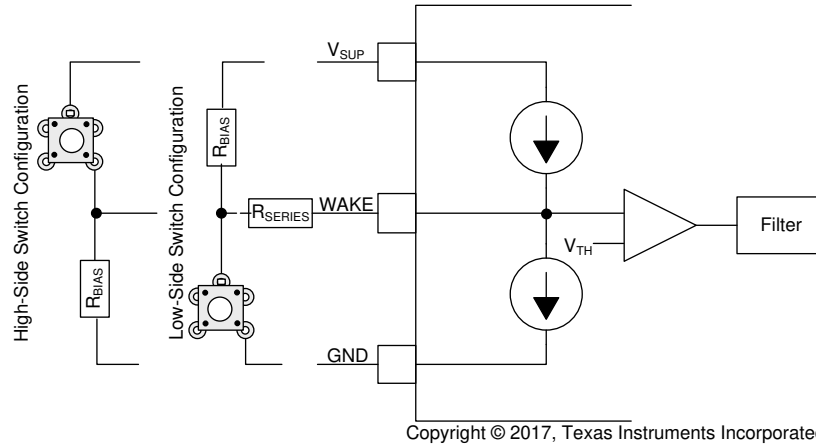 High-Side Switch Configuration
RBIAS
Low-Side Switch Configuration
RBIAS
RSERIES
VSUP
WAKE
GND
VTH
Filter
Copyright © 2017, Texas Instruments Incorporate